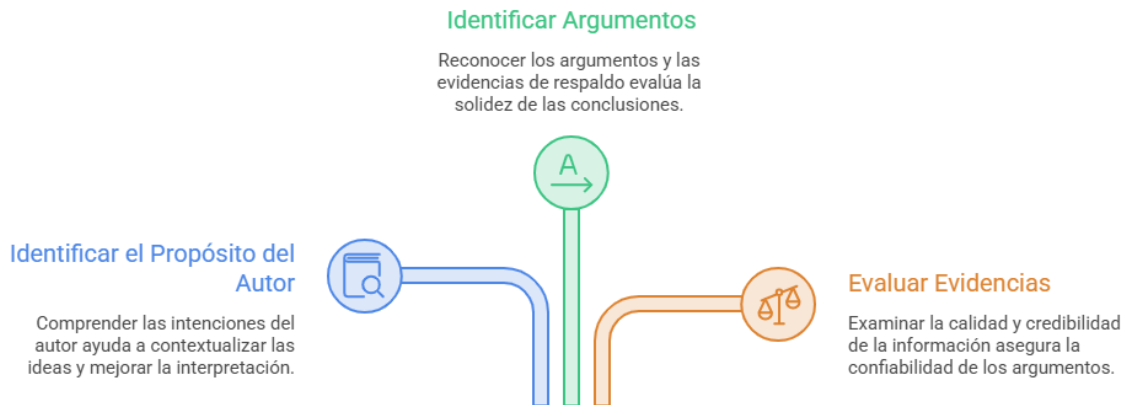 Identificar Argumentos
Reconocer los argumentos y las
evidencias de respaldo evalúa la
solidez de las conclusiones.
A
Identificar el Propósito del
Autor
Comprender las intenciones del
autor ayuda a contextualizar las
ideas y mejorar la interpretación.
Evaluar Evidencias
Examinar la calidad y credibilidad
de la información asegura la
confiabilidad de los argumentos.